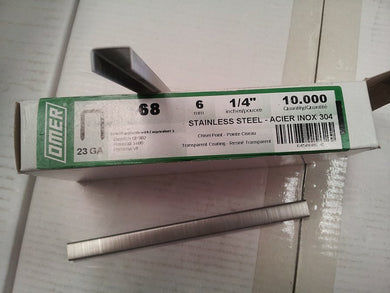 OMER
23 GA
68
6
mm
1/4"
inches/pouces
10.000
Quantity/Quantité
STAINLESS STEEL - ACIER INOX 304
Chisel Point - Pointe Ciseau
Transparent Coating - Résiné Transparent